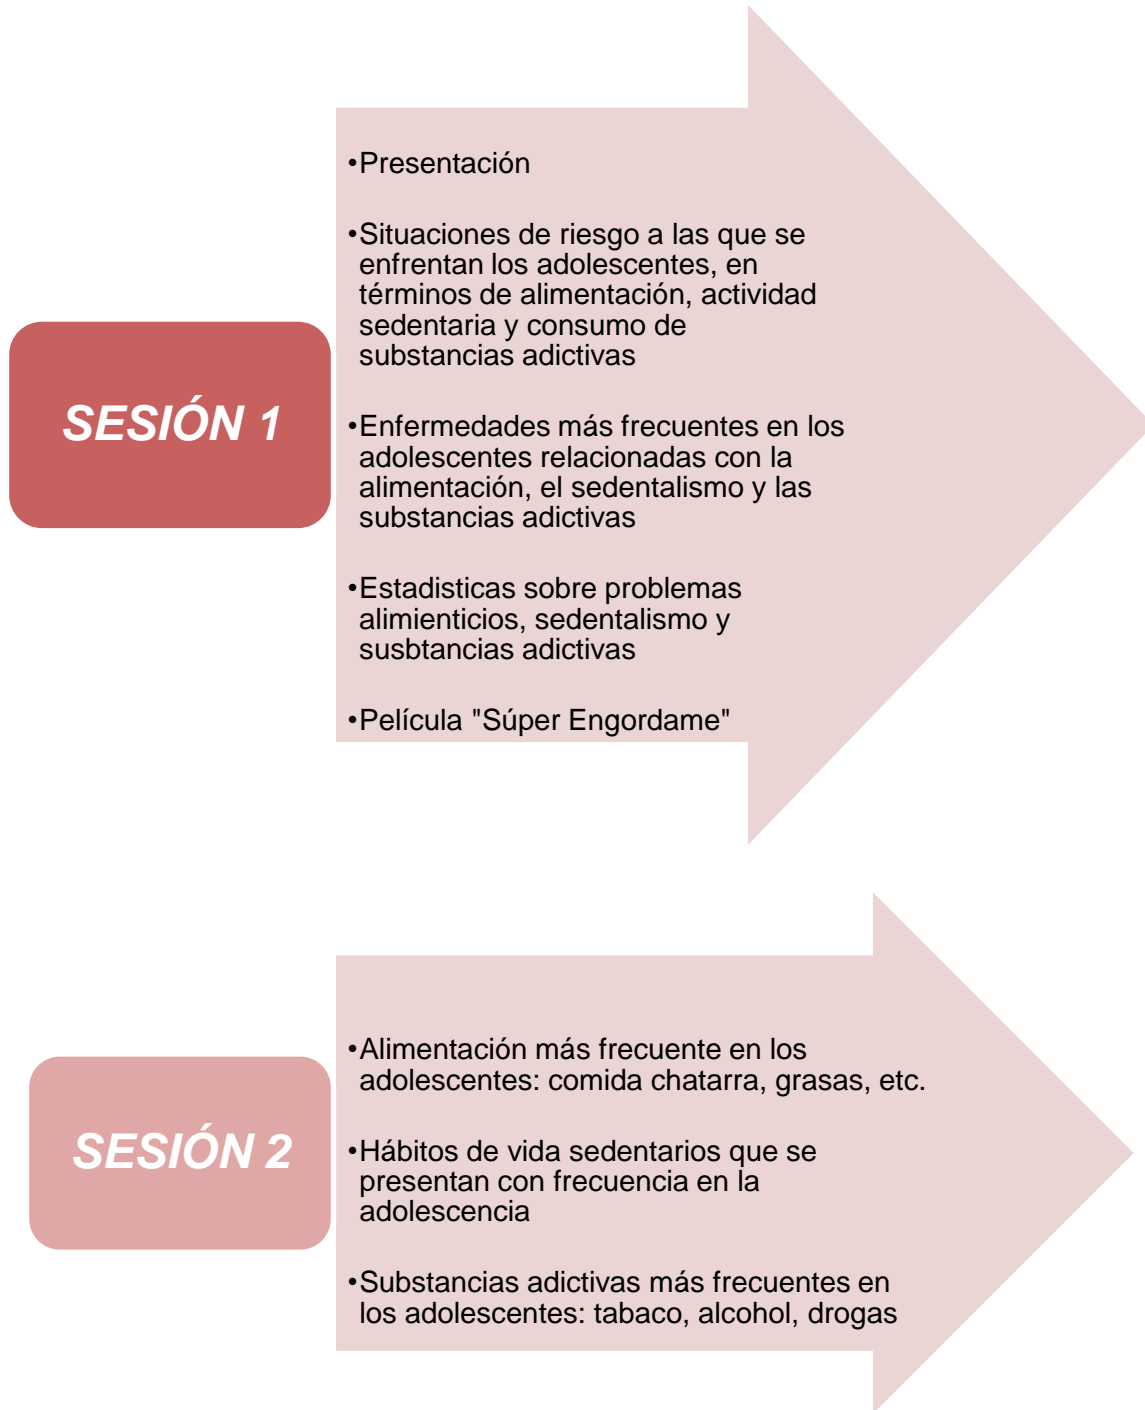 SESIÓN 1
•Presentación
•Situaciones de riesgo a las que se
enfrentan los adolescentes, en
términos de alimentación, actividad
sedentaria y consumo de
substancias adictivas
•Enfermedades más frecuentes en los
adolescentes relacionadas con la
alimentación, el sedentalismo y las
substancias adictivas
•Estadisticas sobre problemas
alimienticios, sedentalismo y
susbtancias adictivas
•Película "Súper Engordame"
SESIÓN 2
•Alimentación más frecuente en los
adolescentes: comida chatarra, grasas, etc.
•Hábitos de vida sedentarios que se
presentan con frecuencia en la
adolescencia
•Substancias adictivas más frecuentes en
los adolescentes: tabaco, alcohol, drogas